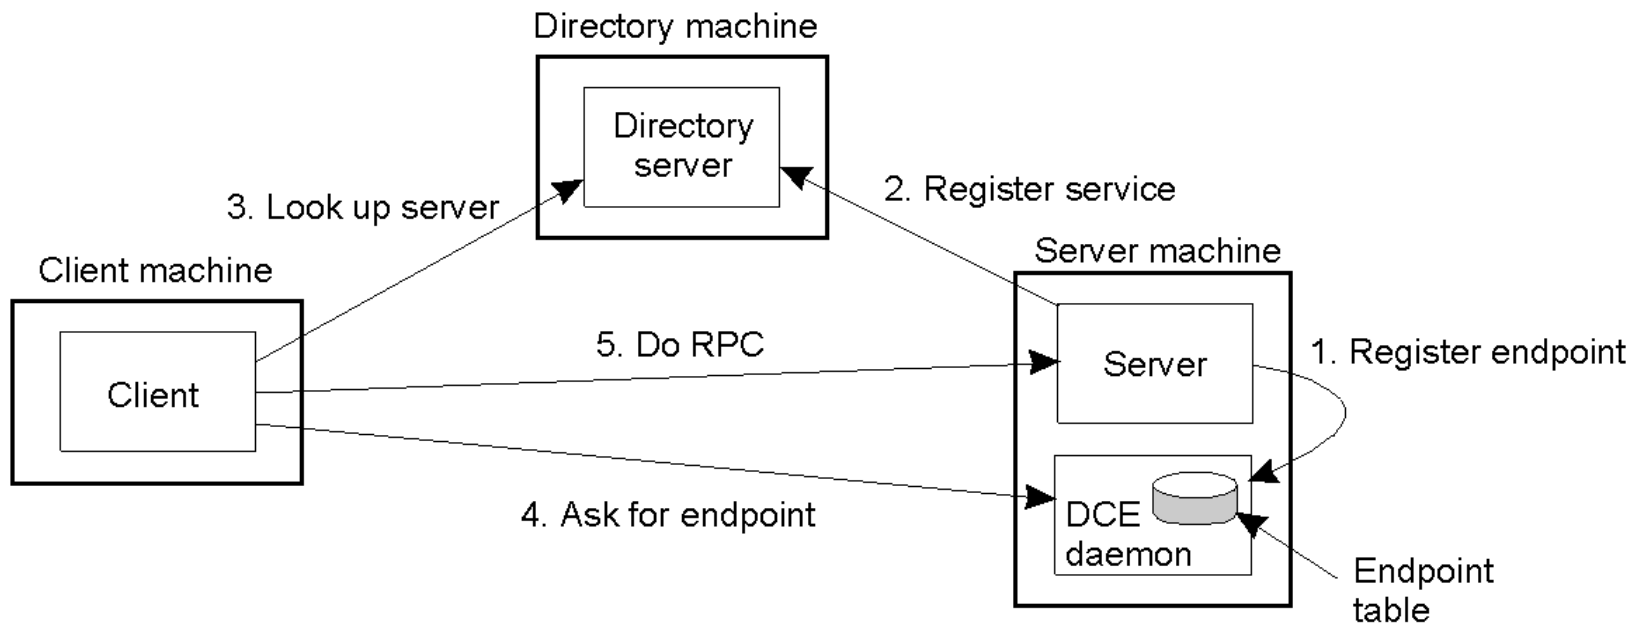 Directory machine
Directory
server
2. Register service
3. Look up server
Server machine
Client machine
5. Do RPC
1. Register endpoint
Server
Client
4. Ask for endpoint
DCE
daemon
Endpoint
table